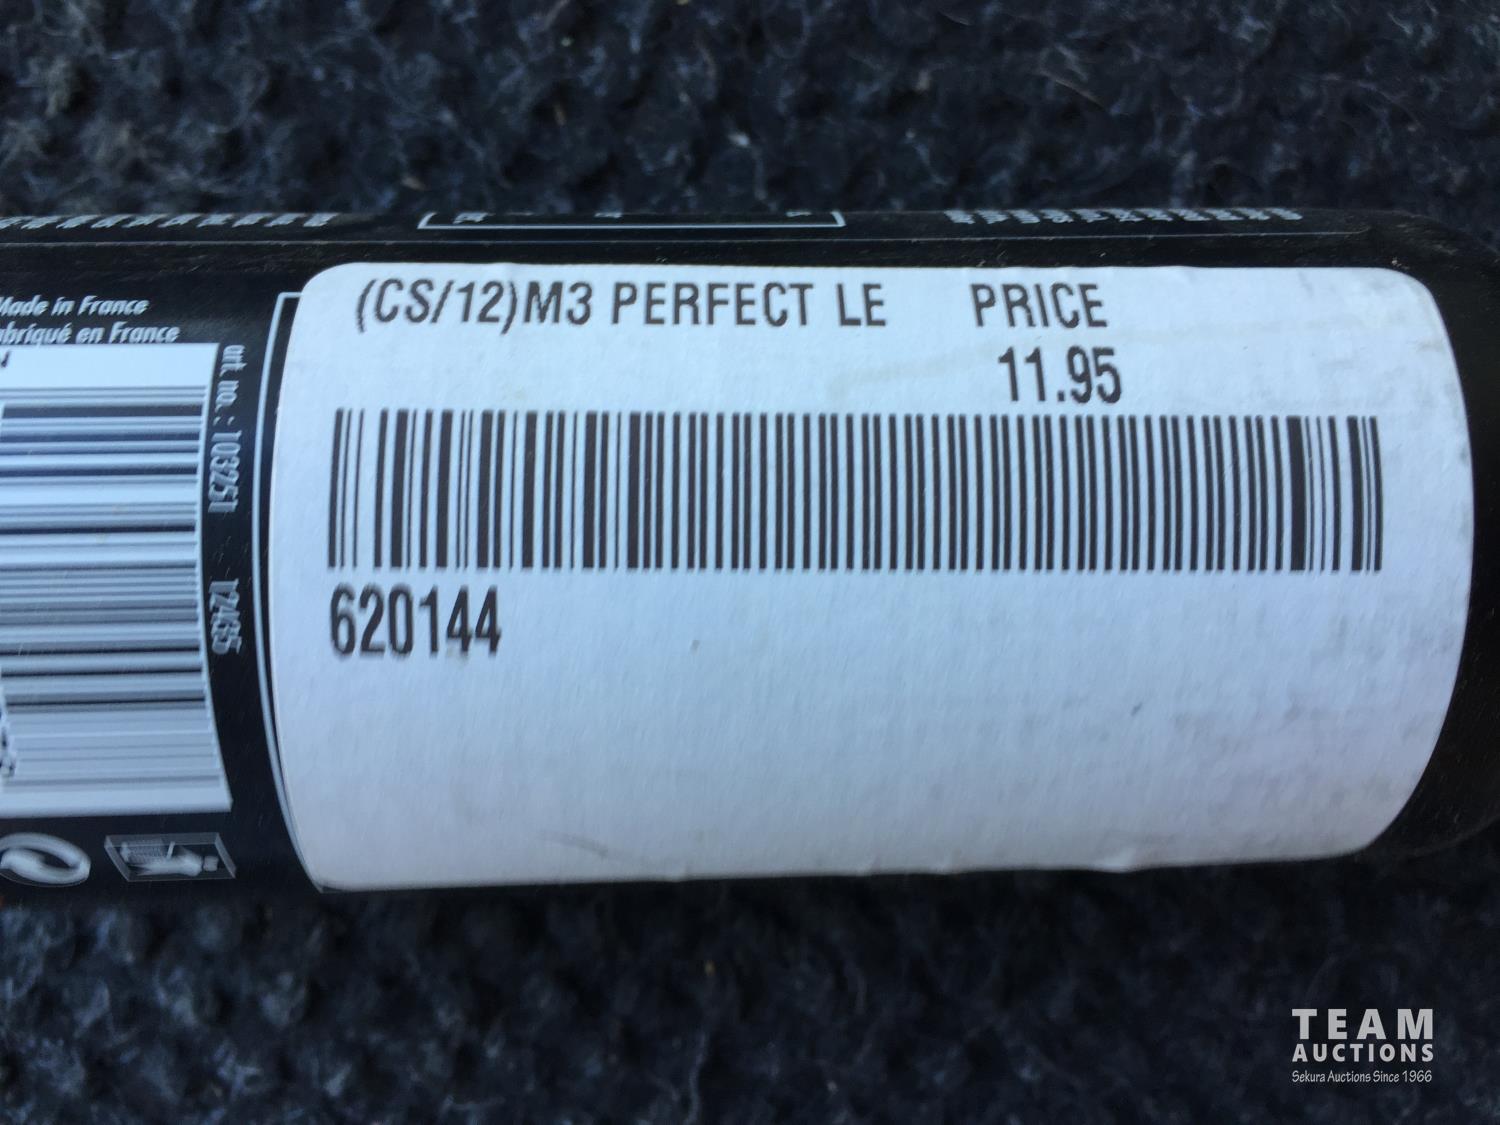 Made in France
abriqué en France
art. no.: 103251 12435
(CS/12)M3 PERFECT LE PRICE
11.95
620144
TEAM
AUCTIONS
Sekura Auctions Since 1966